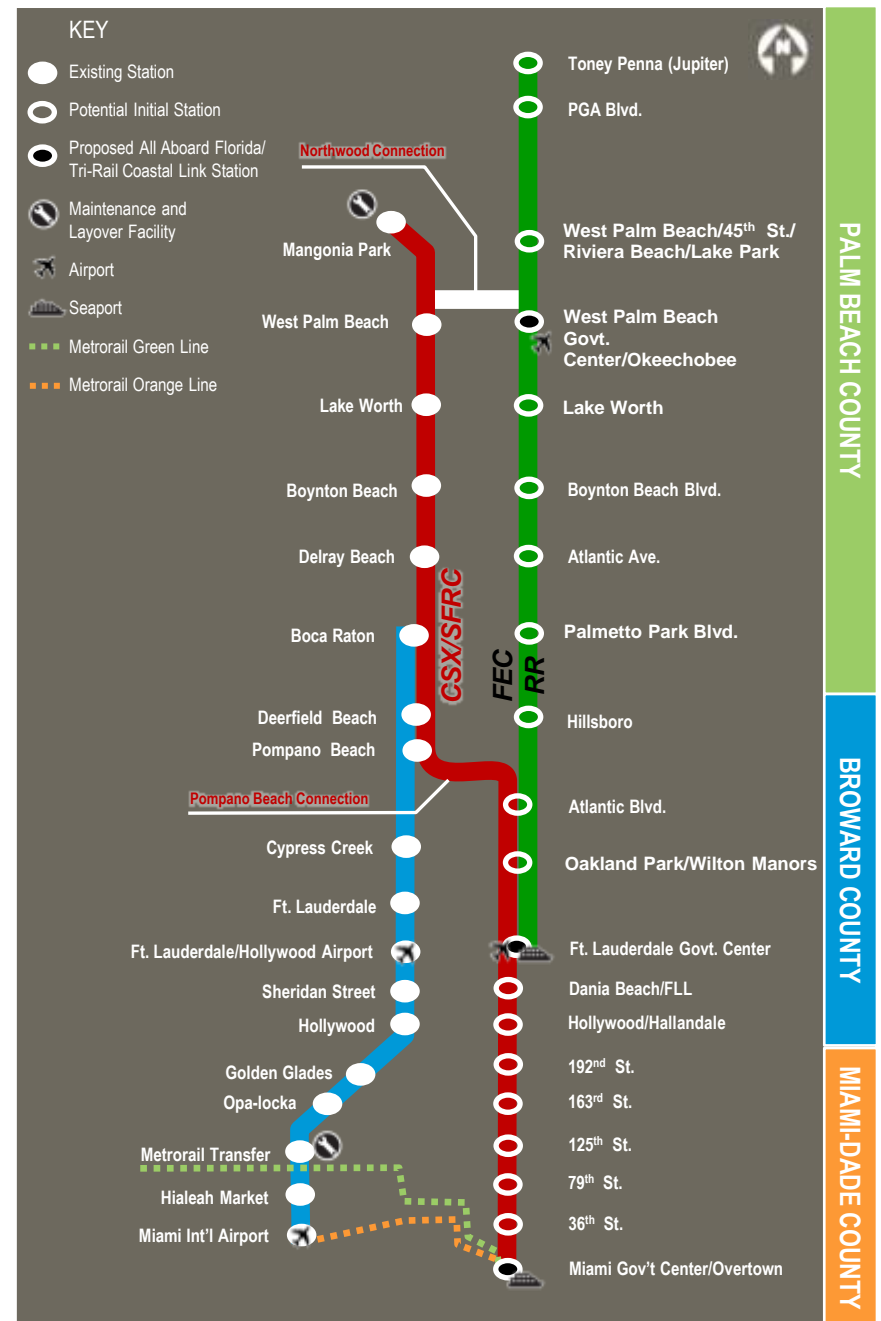 KEY
Existing Station
Potential Initial Station
Proposed All Aboard Florida/
Tri-Rail Coastal Link Station
Maintenance and
Layover Facility
Airport
Seaport
Metrorail Green Line
Metrorail Orange Line
N
Northwood Connection
Mangonia Park
West Palm Beach
Lake Worth
Boynton Beach
Delray Beach
Boca Raton
Deerfield Beach
Pompano Beach
Pompano Beach Connection
Cypress Creek
Ft. Lauderdale
Ft. Lauderdale/Hollywood Airport
Sheridan Street
Hollywood
Golden Glades
Opa-locka
Metrorail Transfer
Hialeah Market
Miami Int'l Airport
CSX/SFRC
FEC
RR
Toney Penna (Jupiter)
PGA Blvd.
West Palm Beach/45th St./
Riviera Beach/Lake Park
West Palm Beach
Govt.
Center/Okeechobee
Lake Worth
Boynton Beach Blvd.
Atlantic Ave.
Palmetto Park Blvd.
Hillsboro
Atlantic Blvd.
Oakland Park/Wilton Manors
Ft. Lauderdale Govt. Center
Dania Beach/FLL
Hollywood/Hallandale
192nd St.
163rd St.
125th St.
79th St.
36th St.
Miami Gov't Center/Overtown
PALM BEACH COUNTY
BROWARD COUNTY
MIAMI-DADE COUNTY